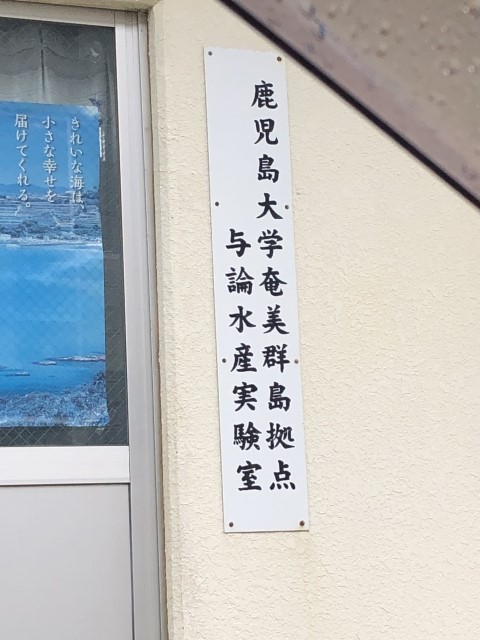 鹿児島大学奄美群島拠点
与論水産実験室
きれいな海は、
小さな幸せを
届けてくれる。